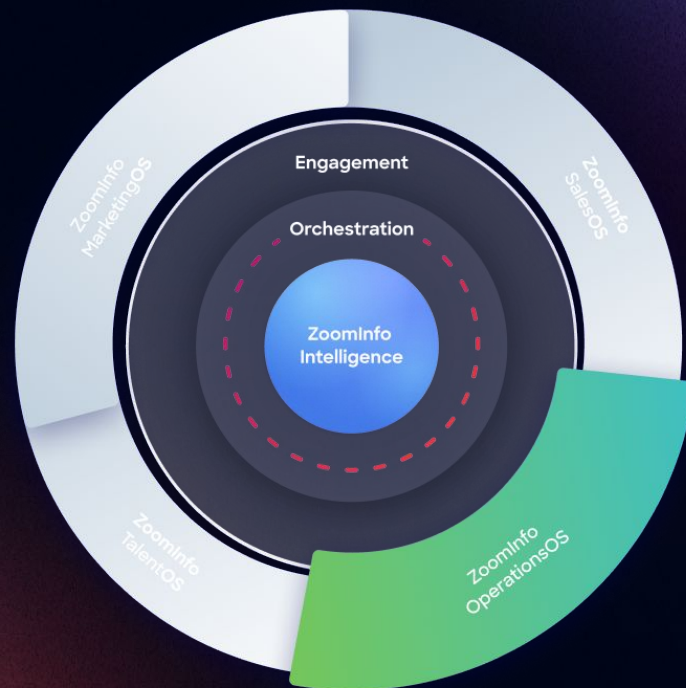 Engagement
Orchestration
ZoomInfo
Intelligence
ZoomInfo
MarketingOS
ZoomInfo
SalesOS
ZoomInfo
TalentOS
ZoomInfo
OperationsOS